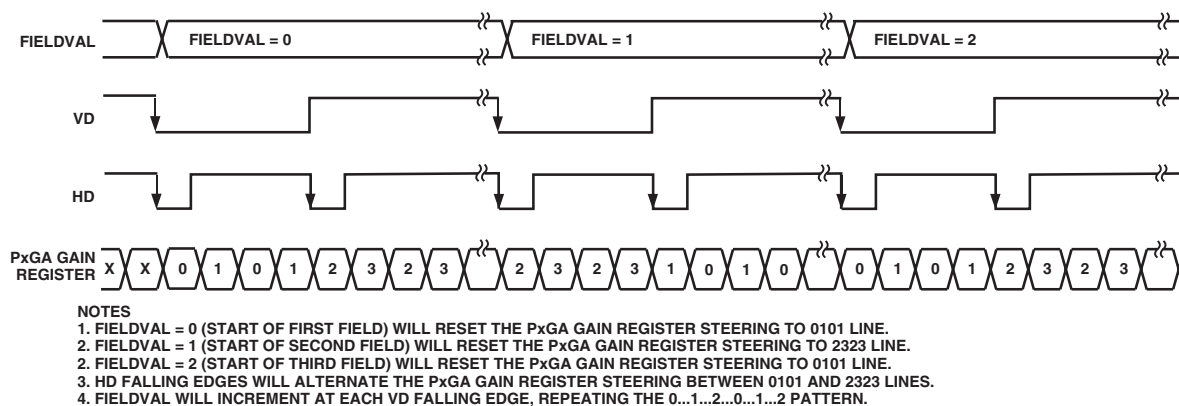 FIELDVAL
FIELDVAL = 0
FIELDVAL = 1
FIELDVAL = 2
VD
HD
PxGA GAIN
REGISTER
X X 0 1 0 1 2 3 2 3 2 3 2 3 1 0 1 0 0 1 0 1 2 3 2 3
NOTES
1. FIELDVAL = 0 (START OF FIRST FIELD) WILL RESET THE PxGA GAIN REGISTER STEERING TO 0101 LINE.
2. FIELDVAL = 1 (START OF SECOND FIELD) WILL RESET THE PxGA GAIN REGISTER STEERING TO 2323 LINE.
2. FIELDVAL = 2 (START OF THIRD FIELD) WILL RESET THE PxGA GAIN REGISTER STEERING TO 0101 LINE.
3. HD FALLING EDGES WILL ALTERNATE THE PxGA GAIN REGISTER STEERING BETWEEN 0101 AND 2323 LINES.
4. FIELDVAL WILL INCREMENT AT EACH VD FALLING EDGE, REPEATING THE 0...1...2...0...1...2 PATTERN.